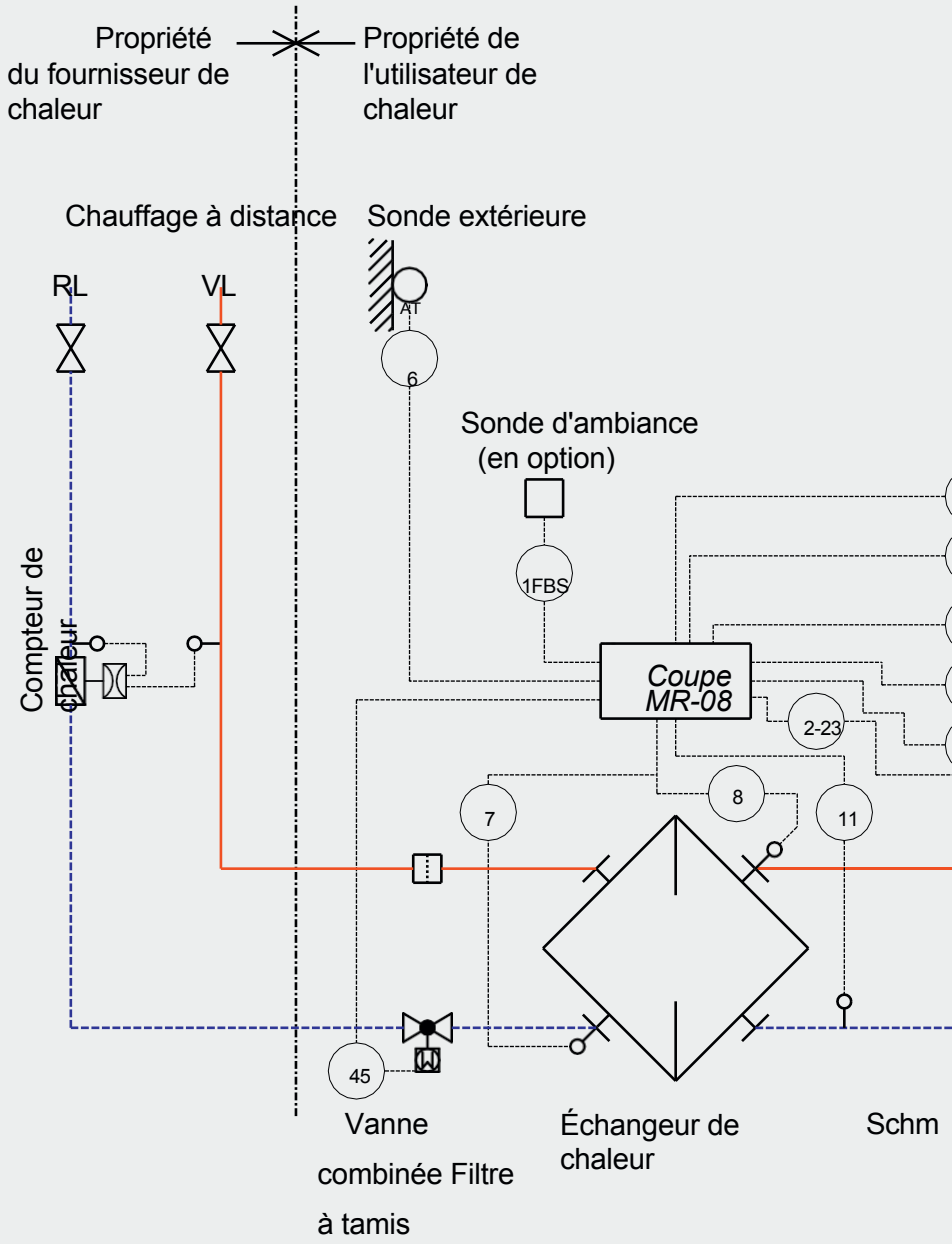 Propriété
du fournisseur de
chaleur
Propriété de
l'utilisateur de
chaleur
Chauffage à distance
Sonde extérieure
RL
VL
AT
6
Sonde d'ambiance
(en option)
1FBS
Compteur de
chaleur
Coupe
MR-08
2-23
7
8
11
45
Vanne
combinée Filtre
à tamis
Échangeur de
chaleur
Schm